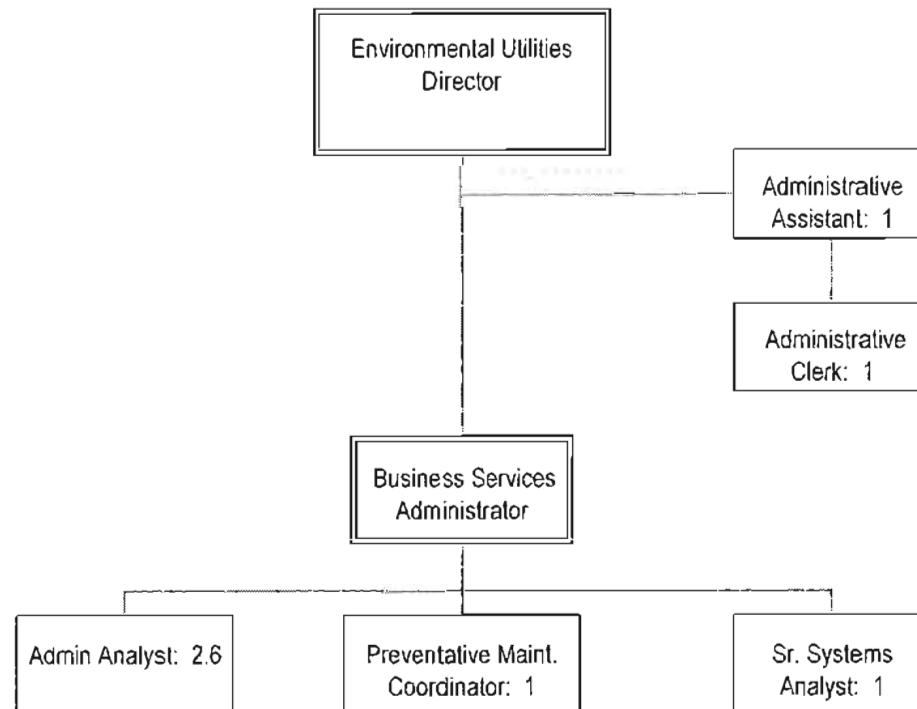 Environmental Utilities
Director
Administrative
Assistant: 1
Administrative
Clerk: 1
Business Services
Administrator
Admin Analyst: 2.6
Preventative Maint.
Coordinator: 1
Sr. Systems
Analyst: 1